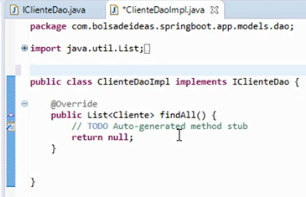 IClienteDao.java
*ClienteDaoImpl.java
package com.bolsadeideas.springboot.app.models.dao;
import java.util.List;
public class ClienteDaoImpl implements IClienteDao {
@Override
public List<Cliente> findAll() {
// TODO Auto-generated method stub
return null;
}
}